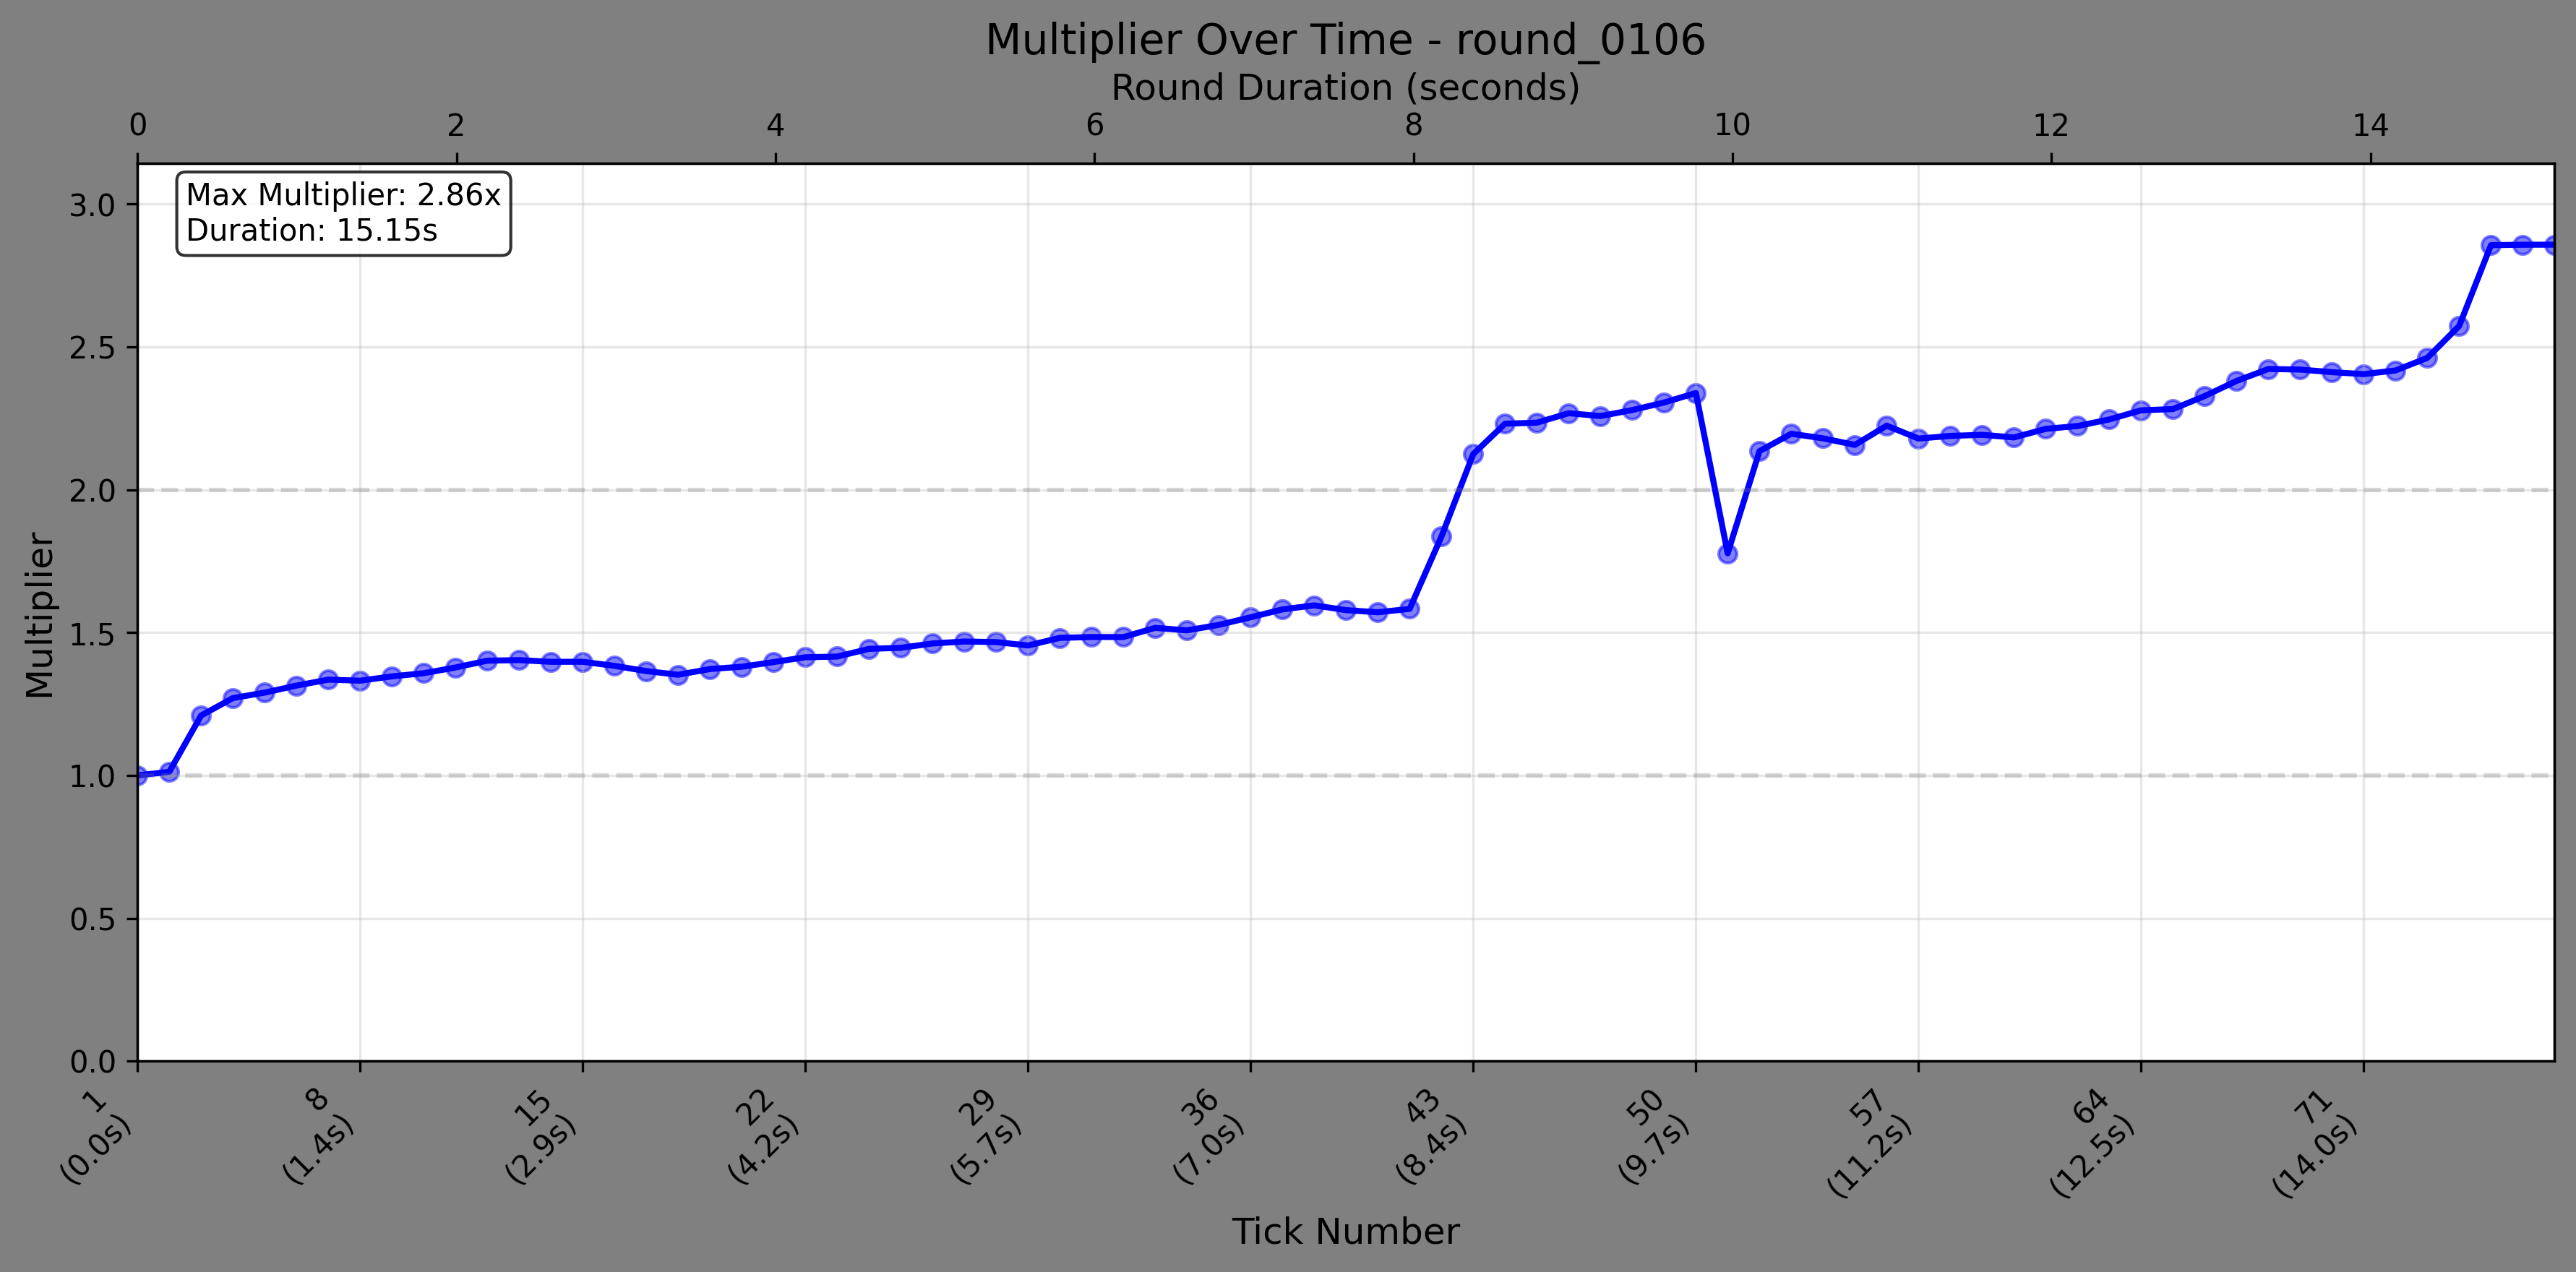 Multiplier Over Time - round_0106
Round Duration (seconds)
0 2 4 6 8 10 12 14
Max Multiplier: 2.86x
Duration: 15.15s
Multiplier
3.0
2.5
2.0
1.5
1.0
0.5
0.0
1
(0.0s)
8
(1.4s)
15
(2.9s)
22
(4.2s)
29
(5.7s)
36
(7.0s)
43
(8.4s)
50
(9.7s)
57
(11.2s)
64
(12.5s)
71
(14.0s)
Tick Number